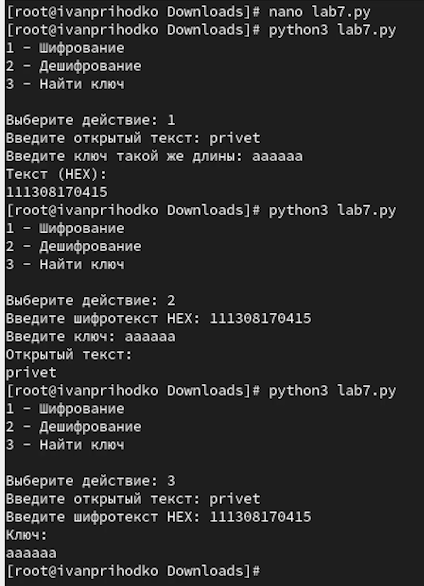 [root@ivanprihodko Downloads]# nano lab7.py
[root@ivanprihodko Downloads]# python3 lab7.py
1 - Шифрование
2 - Дешифрование
3 - Найти ключ
Выберите действие: 1
Введите открытый текст: privet
Введите ключ такой же длины: aaaaaa
Текст (HEX):
111308170415
[root@ivanprihodko Downloads]# python3 lab7.py
1 - Шифрование
2 - Дешифрование
3 - Найти ключ
Выберите действие: 2
Введите шифротекст HEX: 111308170415
Введите ключ: aaaaaa
Открытый текст:
privet
[root@ivanprihodko Downloads]# python3 lab7.py
1 - Шифрование
2 - Дешифрование
3 - Найти ключ
Выберите действие: 3
Введите открытый текст: privet
Введите шифротекст HEX: 111308170415
Ключ:
aaaaaa
[root@ivanprihodko Downloads]#